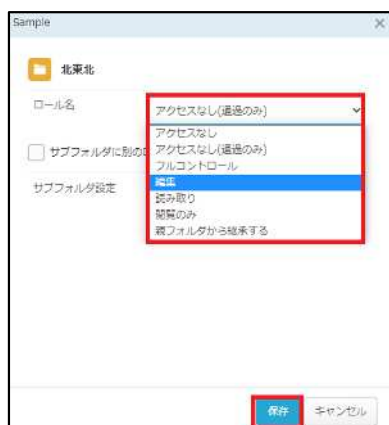 Sample
北東北
ロール名
アクセスなし(通過のみ)
アクセスなし
アクセスなし(通過のみ)
フルコントロール
サブフォルダに別の
編集
サブフォルダ設定
読み取り
閲覧のみ
親フォルダから継承する
保存
キャンセル